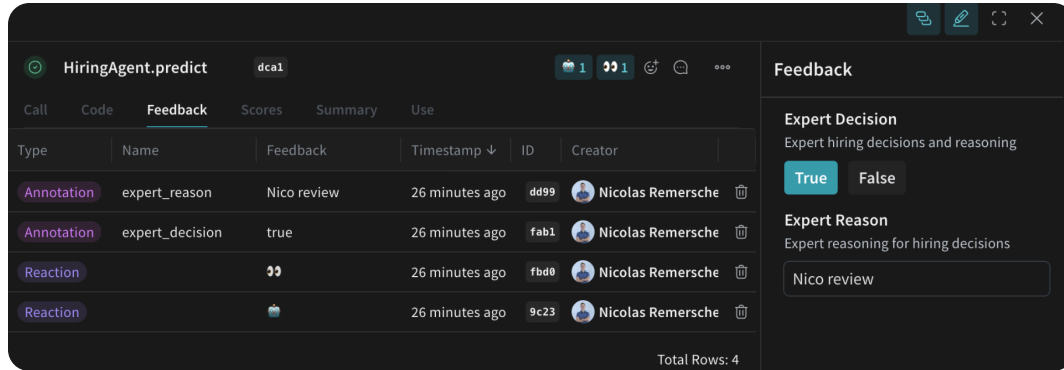 HiringAgent.predict dca1 1 1
Feedback
Call Code Feedback Scores Summary Use
Type Name Feedback Timestamp ID Creator
Annotation expert_reason Nico review 26 minutes ago dd99 Nicolas Remersche
Annotation expert_decision true 26 minutes ago fab1 Nicolas Remersche
Reaction 👀 26 minutes ago fbd0 Nicolas Remersche
Reaction 🤖 26 minutes ago 9c23 Nicolas Remersche
Total Rows: 4
Expert Decision
Expert hiring decisions and reasoning
True False
Expert Reason
Expert reasoning for hiring decisions
Nico review